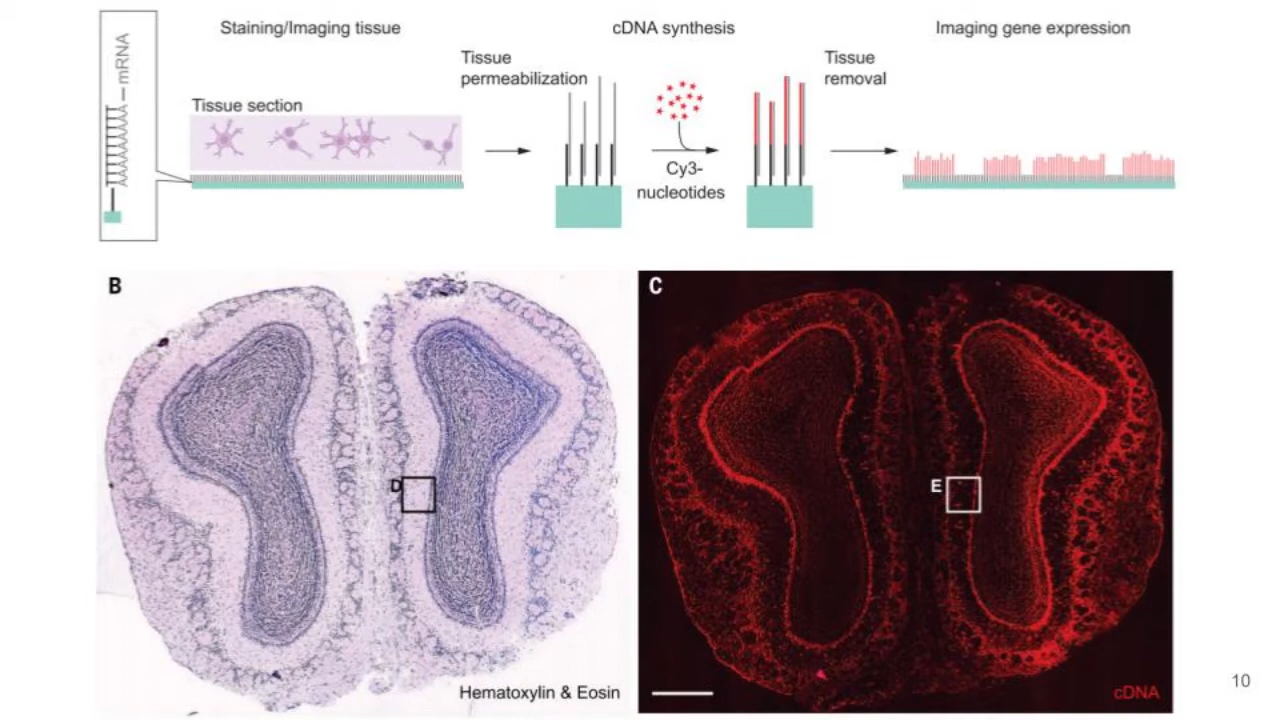 Staining/Imaging tissue
cDNA synthesis
Imaging gene expression
mRNA
Tissue section
Tissue
permeabilization
Cy3-
nucleotides
Tissue
removal
B
D
Hematoxylin & Eosin
C
E
cDNA
10